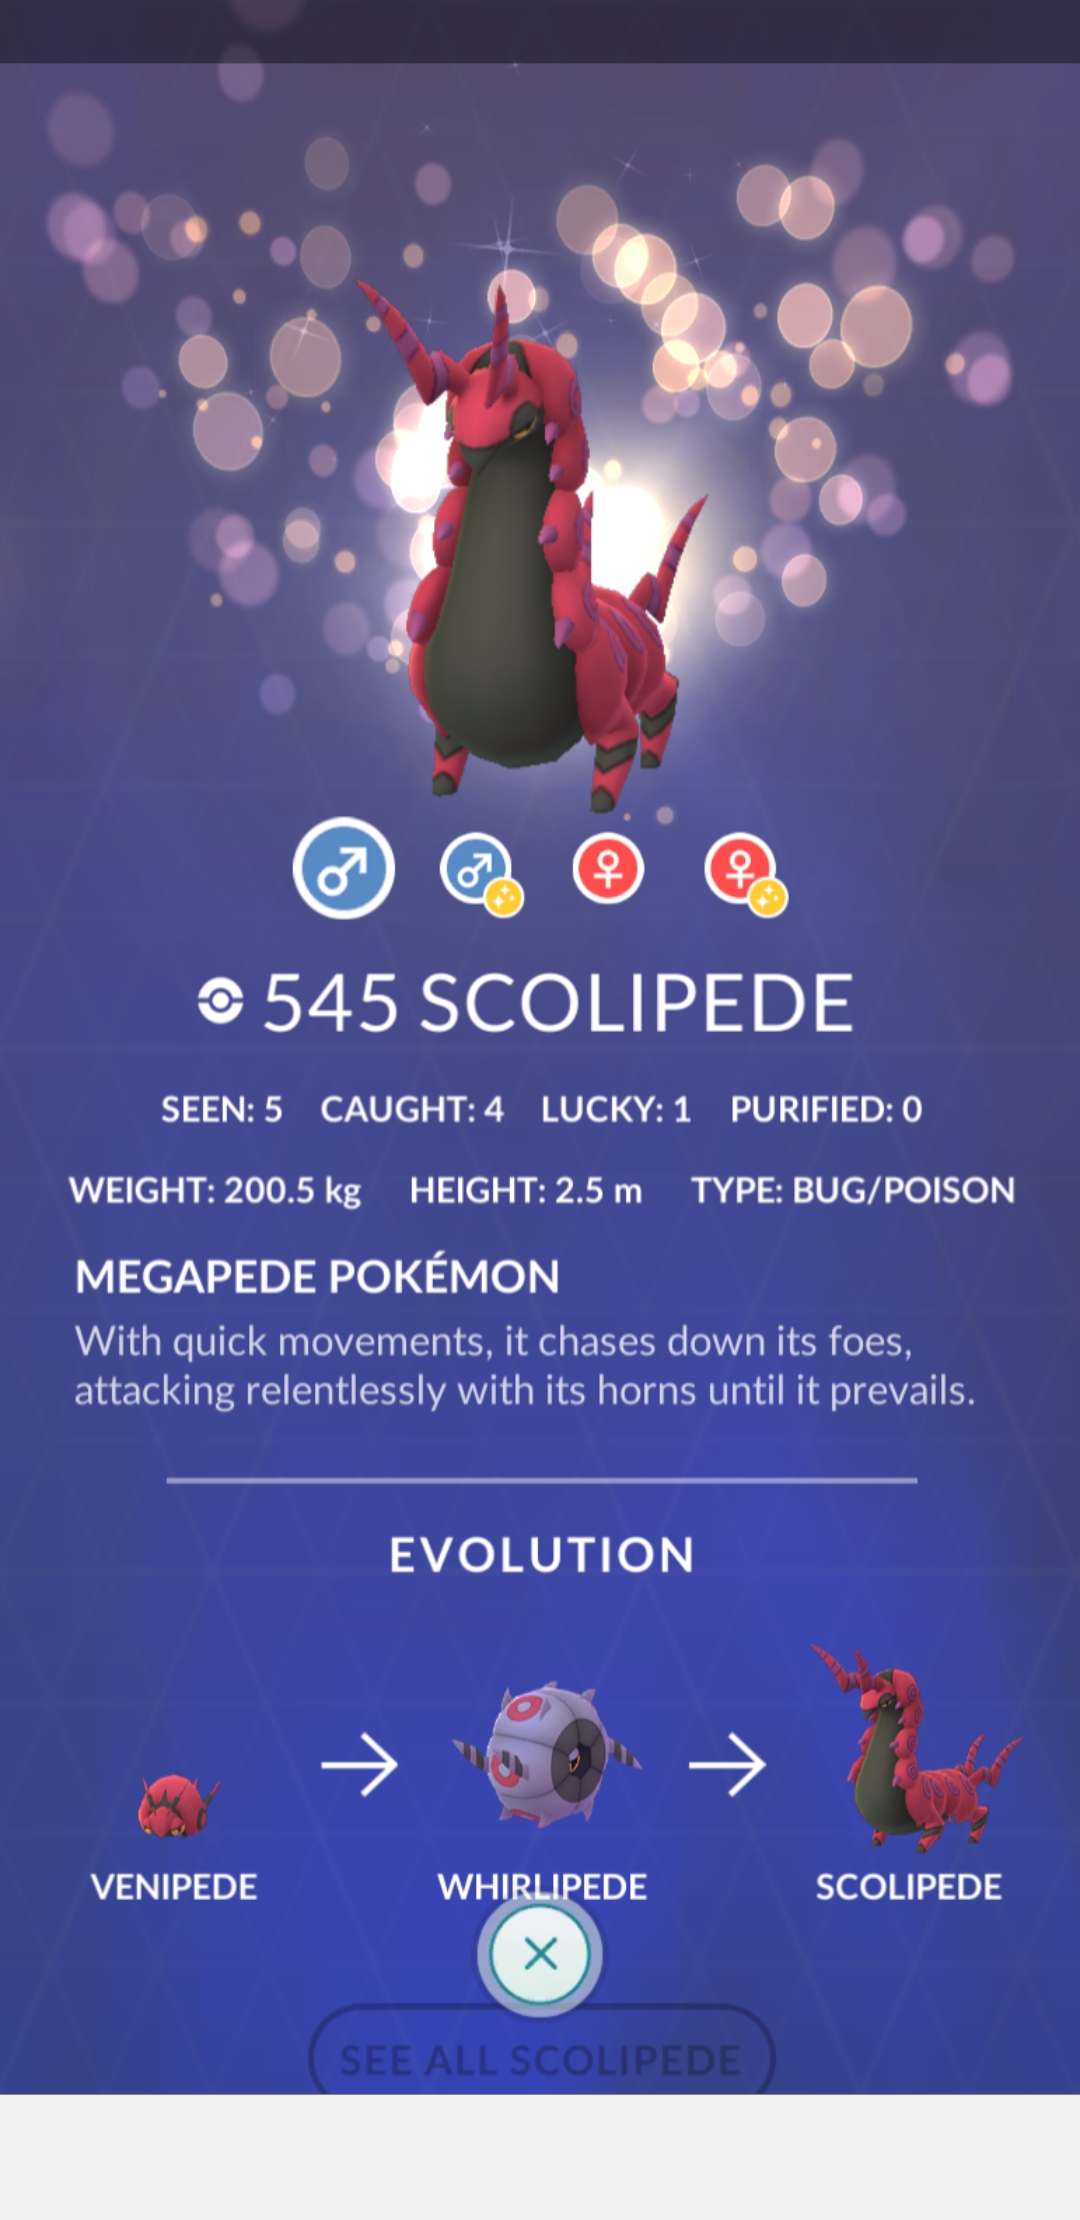 545 SCOLIPEDE
SEEN: 5 CAUGHT: 4 LUCKY: 1 PURIFIED: 0
WEIGHT: 200.5 kg HEIGHT: 2.5 m TYPE: BUG/POISON
MEGAPEDE POKÉMON
With quick movements, it chases down its foes,
attacking relentlessly with its horns until it prevails.
EVOLUTION
VENIPEDE WHIRLIPEDE SCOLIPEDE
SEE ALL SCOLIPEDE